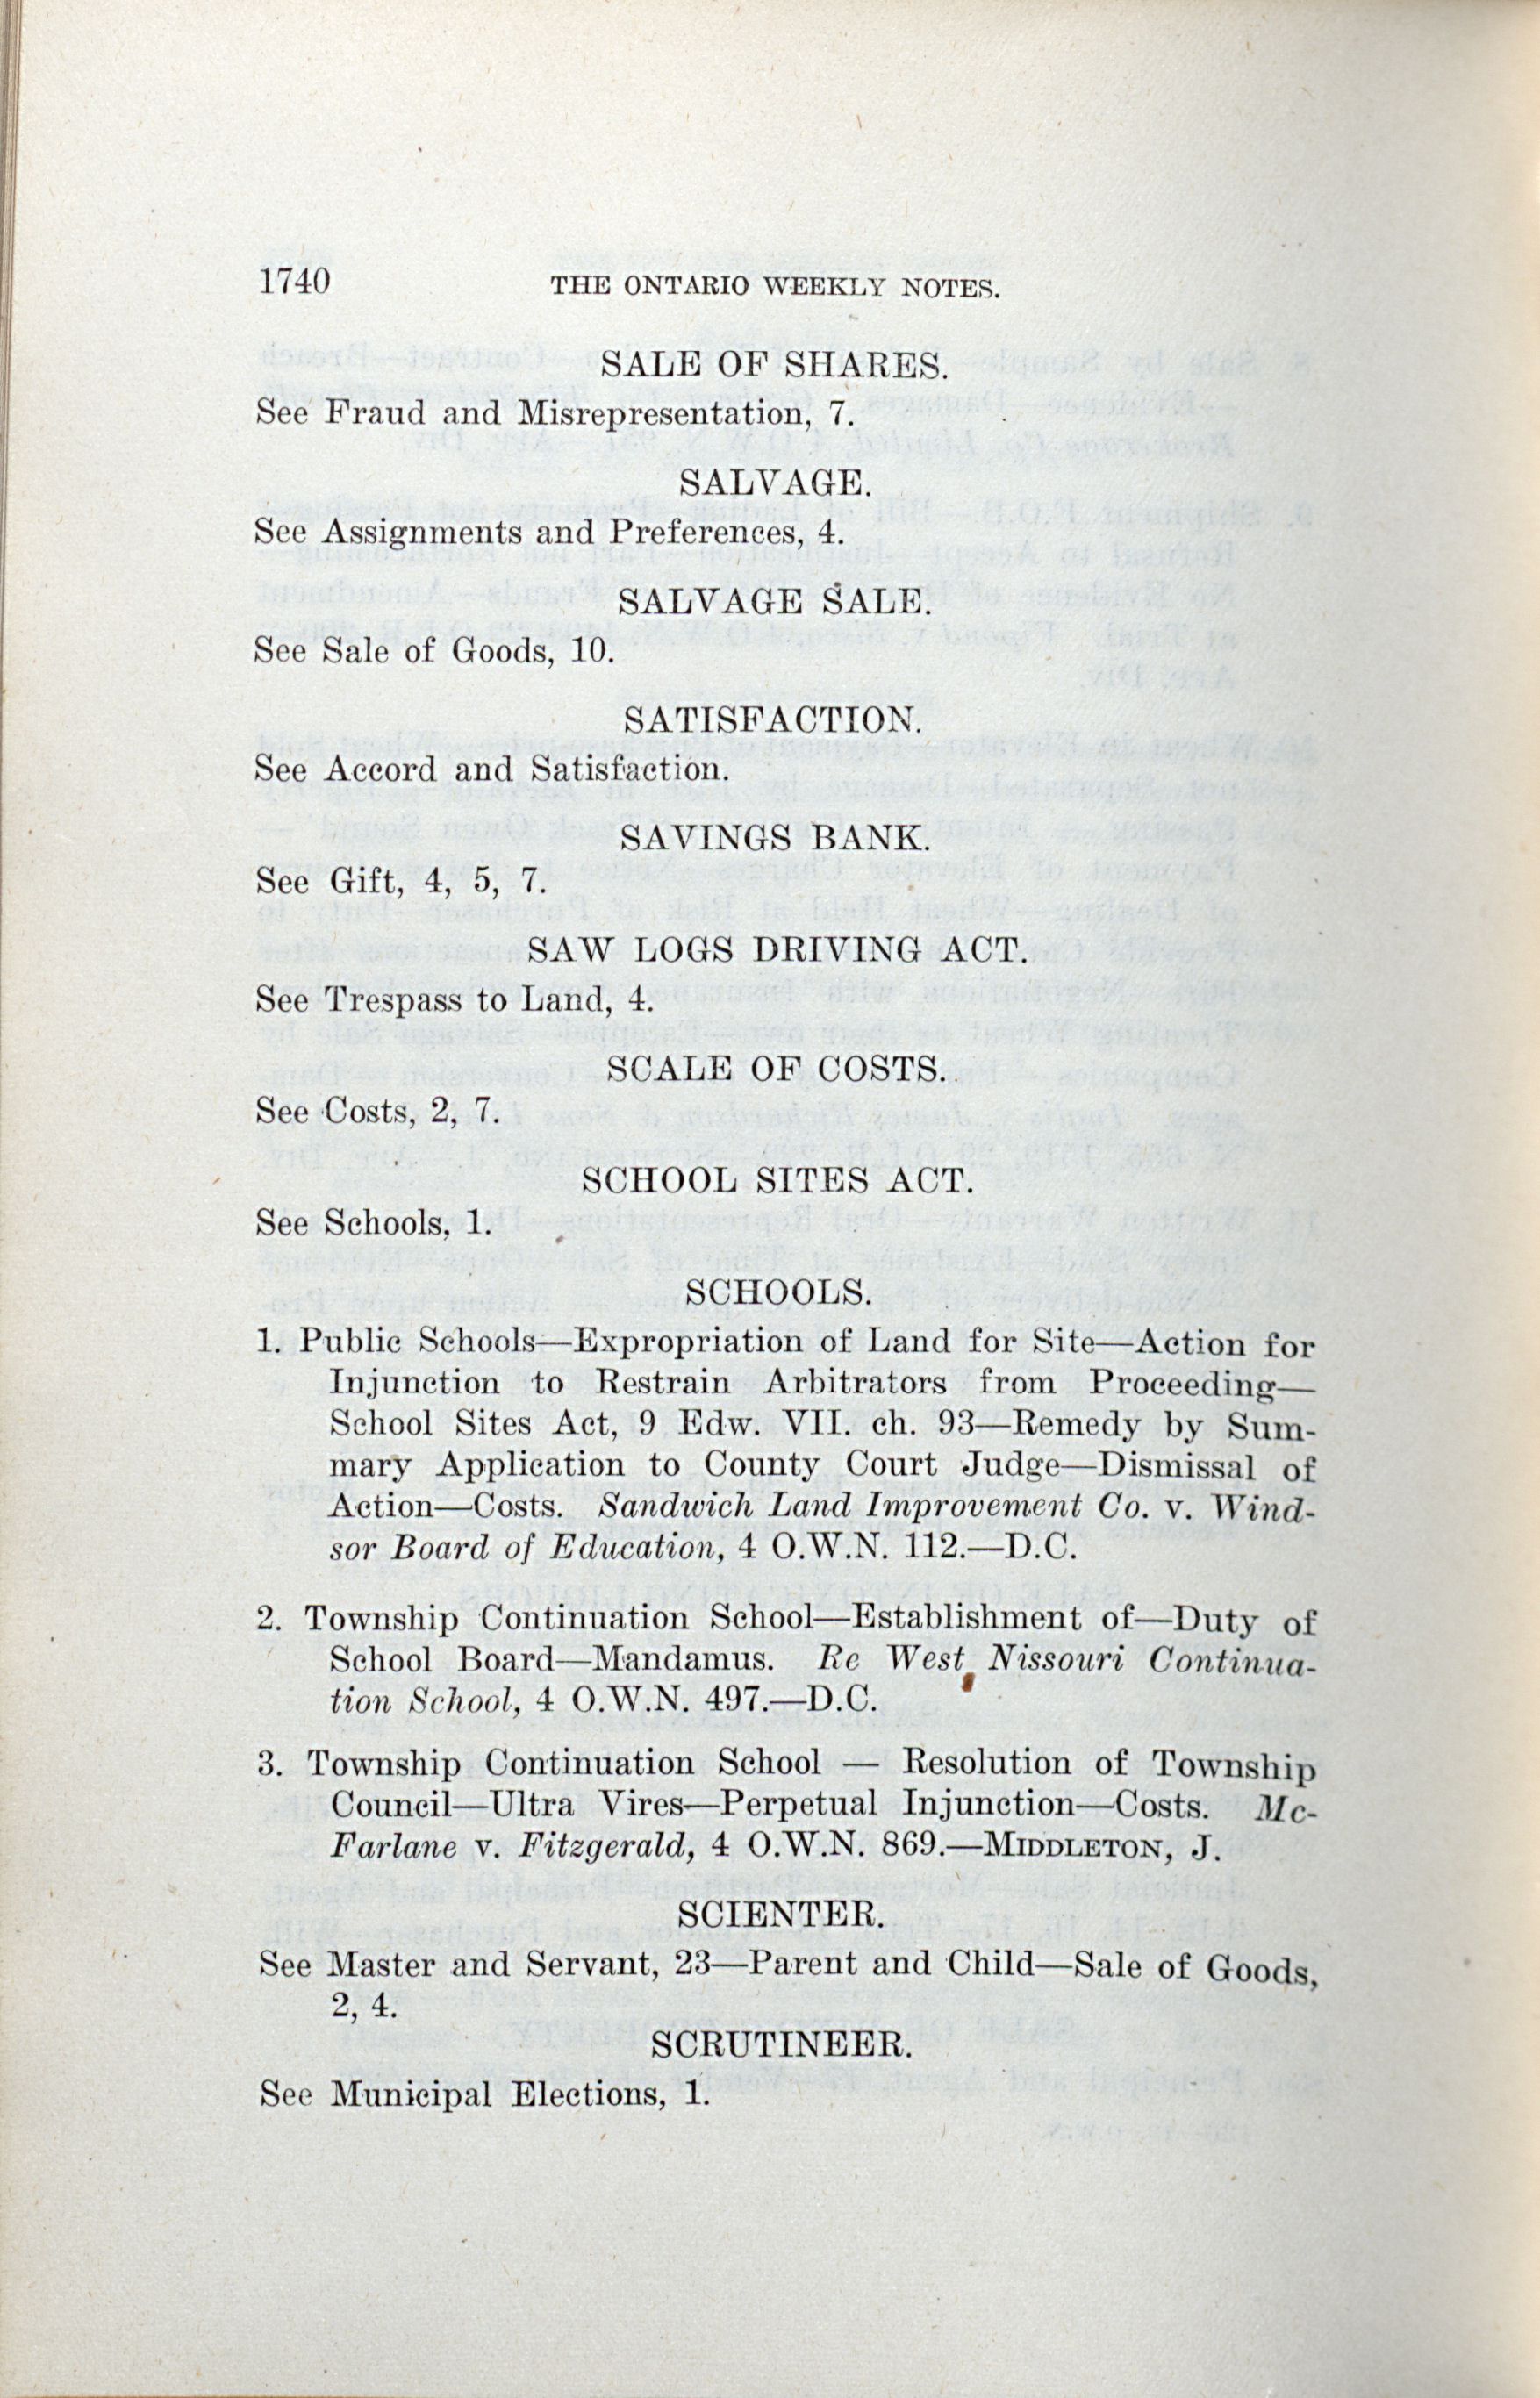 1740 THE ONTARIO WEEKLY NOTES.
SALE OF SHARES.
See Fraud and Misrepresentation, 7.
SALVAGE.
See Assignments and Preferences, 4.
SALVAGE SALE.
See Sale of Goods, 10.
SATISFACTION.
See Accord and Satisfaction.
SAVINGS BANK.
See Gift, 4, 5, 7.
SAW LOGS DRIVING ACT.
See Trespass to Land, 4.
SCALE OF COSTS.
See Costs, 2, 7.
SCHOOL SITES ACT.
See Schools, 1.
SCHOOLS.
1. Public Schools—Expropriation of Land for Site—Action for
Injunction to Restrain Arbitrators from Proceeding—
School Sites Act, 9 Edw. VII. ch. 93—Remedy by Sum-
mary Application to County Court Judge—Dismissal of
Action—Costs. Sandwich Land Improvement Co. v. Wind-
sor Board of Education, 4 O.W.N. 112.—D.C.
2. Township Continuation School—Establishment of—Duty of
School Board—Mandamus. Re West Nissouri Continua-
tion School, 4 O.W.N. 497.—D.C.
3. Township Continuation School — Resolution of Township
Council—Ultra Vires—Perpetual Injunction—Costs. Mc-
Farlane v. Fitzgerald, 4 O.W.N. 869.—MIDDLETON, J.
SCIENTER.
See Master and Servant, 23—Parent and Child—Sale of Goods,
2, 4.
SCRUTINEER.
See Municipal Elections, 1.